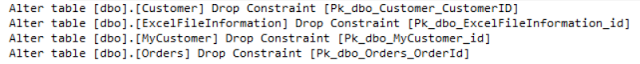 Alter table [dbo].[Customer] Drop Constraint [Pk_dbo_Customer_CustomerID]
Alter table [dbo].[ExcelFileInformation] Drop Constraint [Pk_dbo_ExcelFileInformation_id]
Alter table [dbo].[MyCustomer] Drop Constraint [Pk_dbo_MyCustomer_id]
Alter table [dbo].[Orders] Drop Constraint [Pk_dbo_Orders_OrderId]